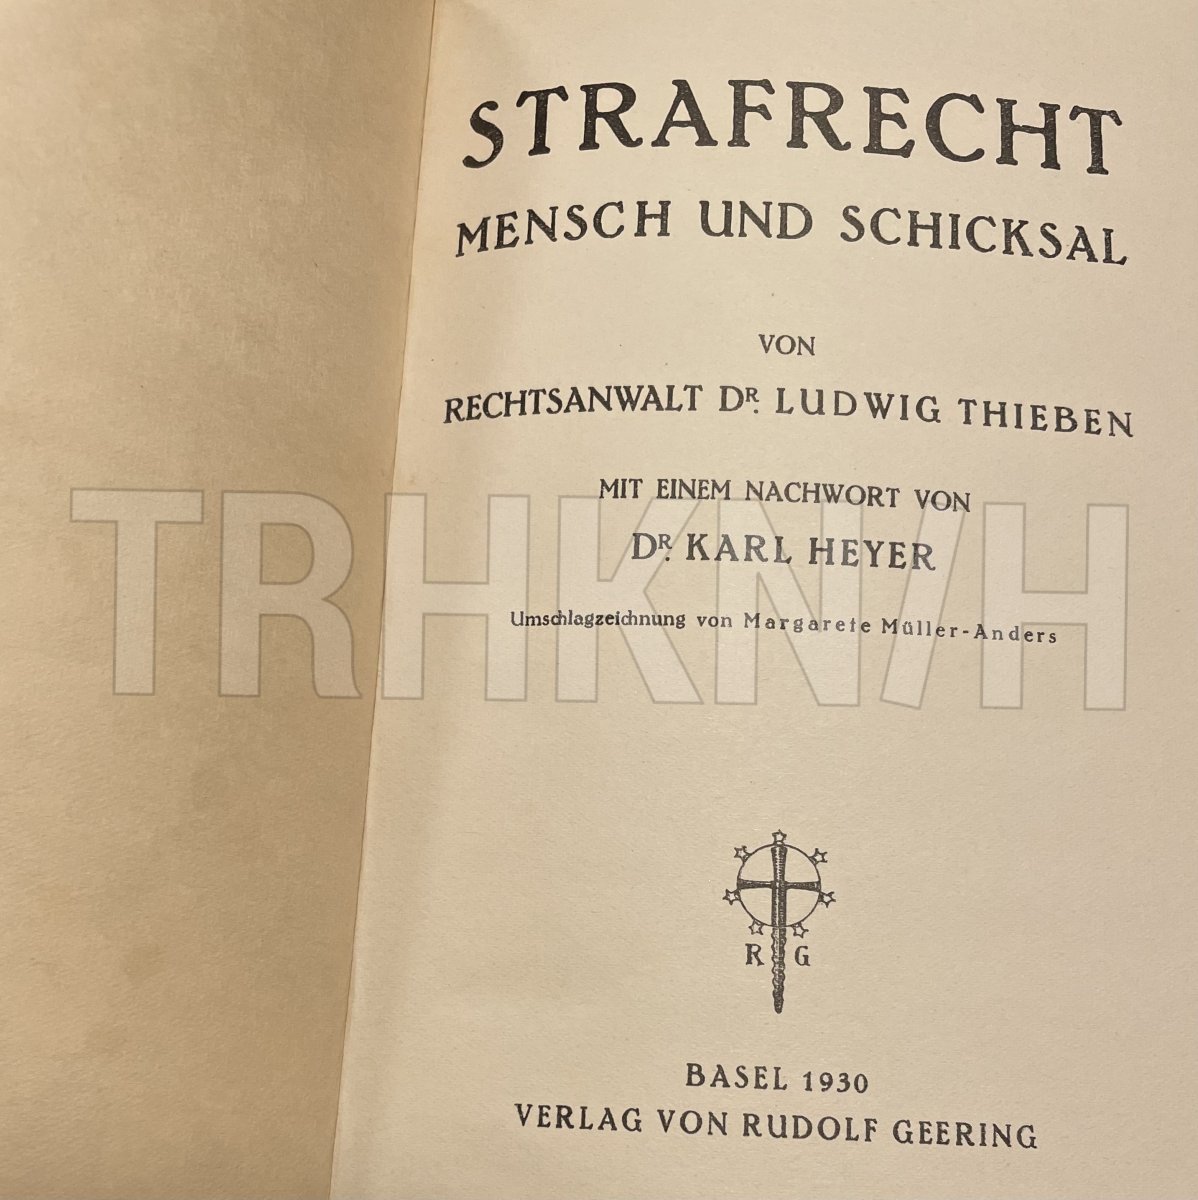 STRAFRECHT
MENSCH UND SCHICKSAL
VON
RECHTSANWALT DR. LUDWIG THIEBEN
MIT EINEM NACHWORT VON
DR. KARL HEYER
Umschlagzeichnung von Margarete Müller-Anders
TRHKN/H
R G
BASEL 1930
VERLAG VON RUDOLF GEERING